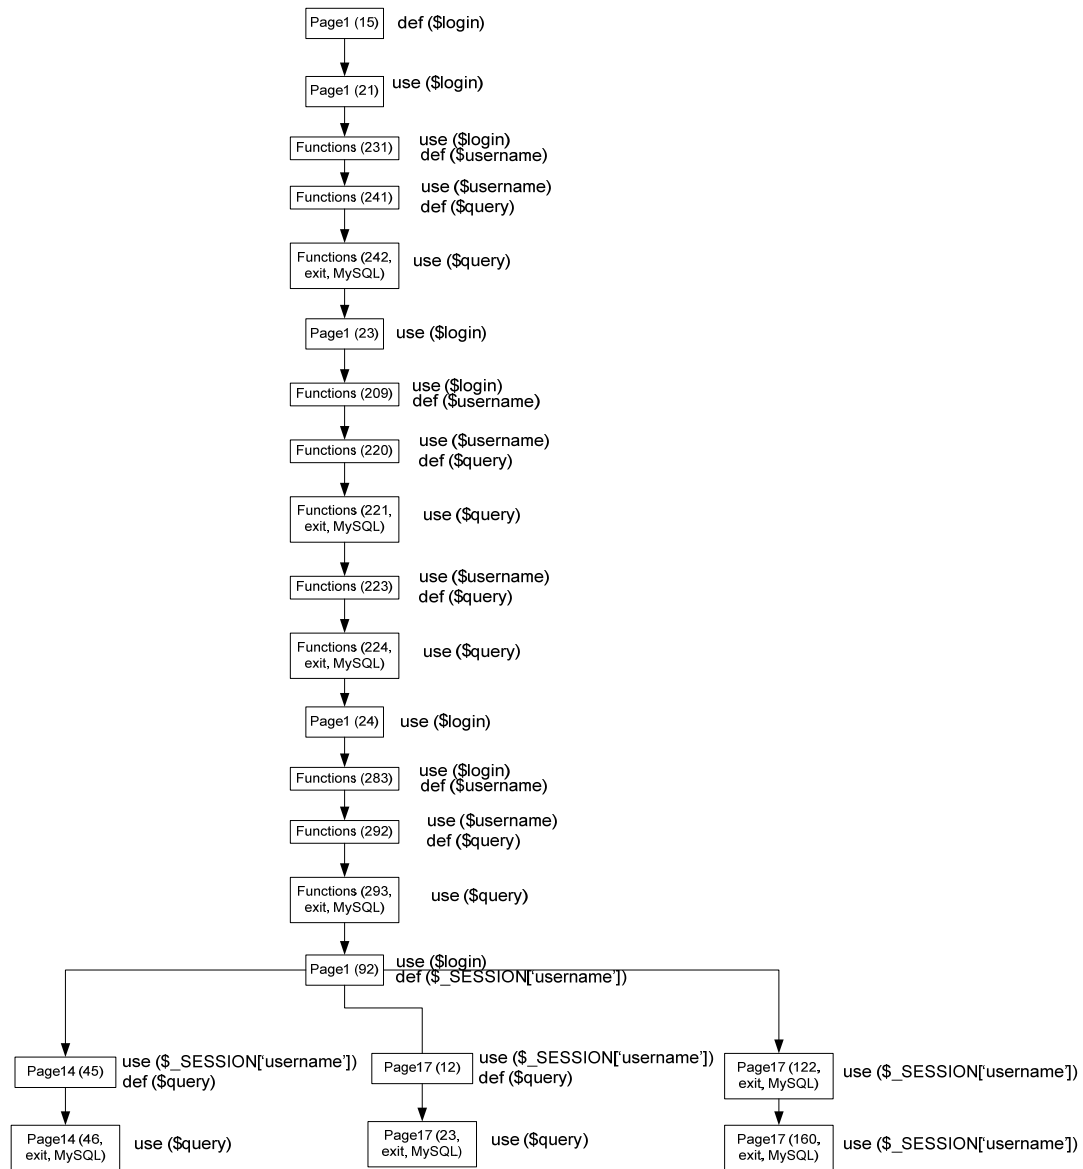 Page1 (15)
def ($login)
Page1 (21)
use ($login)
Functions (231)
use ($login)
def ($username)
Functions (241)
use ($username)
def ($query)
Functions (242,
exit, MySQL)
use ($query)
Page1 (23)
use ($login)
Functions (209)
use ($login)
def ($username)
Functions (220)
use ($username)
def ($query)
Functions (221,
exit, MySQL)
use ($query)
Functions (223)
use ($username)
def ($query)
Functions (224,
exit, MySQL)
use ($query)
Page1 (24)
use ($login)
Functions (283)
use ($login)
def ($username)
Functions (292)
use ($username)
def ($query)
Functions (293,
exit, MySQL)
use ($query)
Page1 (92)
use ($login)
def ($_SESSION[‘username’])
Page14 (45)
use ($_SESSION[‘username’])
def ($query)
Page17 (12)
use ($_SESSION[‘username’])
def ($query)
Page17 (122,
exit, MySQL)
use ($_SESSION[‘username’])
Page14 (46,
exit, MySQL)
use ($query)
Page17 (23,
exit, MySQL)
use ($query)
Page17 (160,
exit, MySQL)
use ($_SESSION[‘username’])